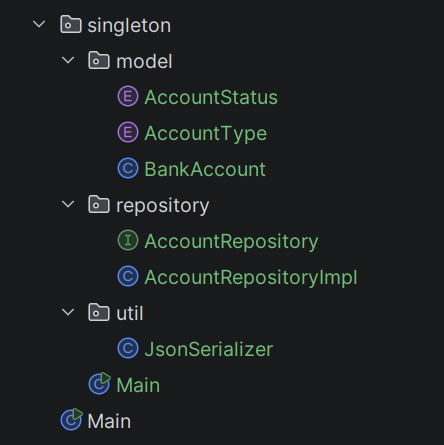 singleton
model
E AccountStatus
E AccountType
C BankAccount
repository
I AccountRepository
C AccountRepositoryImpl
util
C JsonSerializer
C Main
C Main